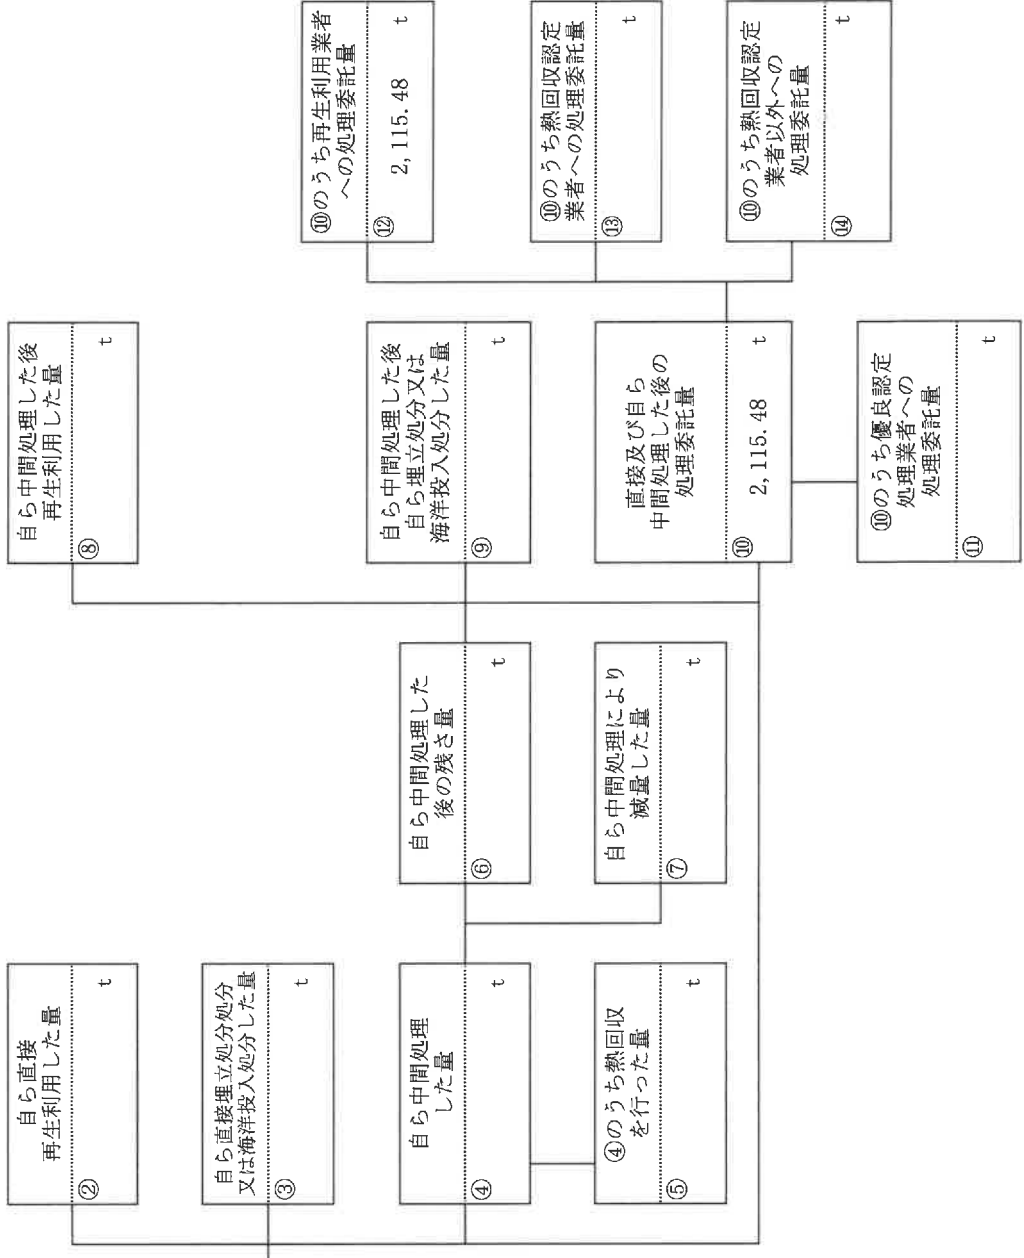 自ら直接
再生利用した量
② t
自ら直接埋立処分処分
又は海洋投入処分した量
③ t
自ら中間処理
した量
④ t
④のうち熱回収
を行った量
⑤ t
自ら中間処理した
後の残さ量
⑥ t
自ら中間処理により
減量した量
⑦ t
自ら中間処理した後
再生利用した量
⑧ t
自ら中間処理した後
自ら埋立処分又は
海洋投入処分した量
⑨ t
直接及び自ら
中間処理した後の
処理委託量
⑩ 2,115.48 t
⑩のうち優良認定
処理業者への
処理委託量
⑪ t
⑩のうち再生利用業者
への処理委託量
⑫ 2,115.48 t
⑩のうち熱回収認定
業者への処理委託量
⑬ t
⑩のうち熱回収認定
業者以外への
処理委託量
⑭ t